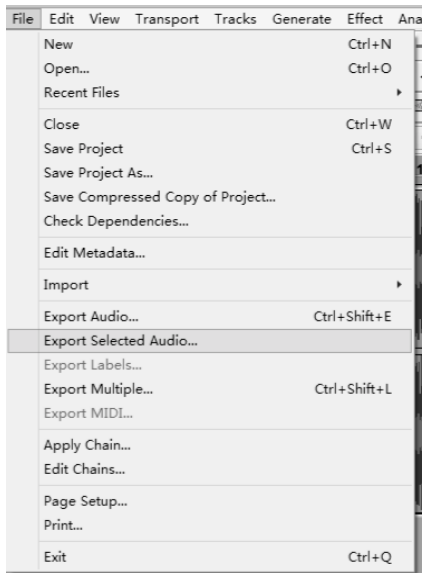 File Edit View Transport Tracks Generate Effect Ana
New Ctrl+N
Open... Ctrl+O
Recent Files
Close Ctrl+W
Save Project Ctrl+S
Save Project As...
Save Compressed Copy of Project...
Check Dependencies...
Edit Metadata...
Import
Export Audio... Ctrl+Shift+E
Export Selected Audio...
Export Labels...
Export Multiple... Ctrl+Shift+L
Export MIDI...
Apply Chain...
Edit Chains...
Page Setup...
Print...
Exit Ctrl+Q